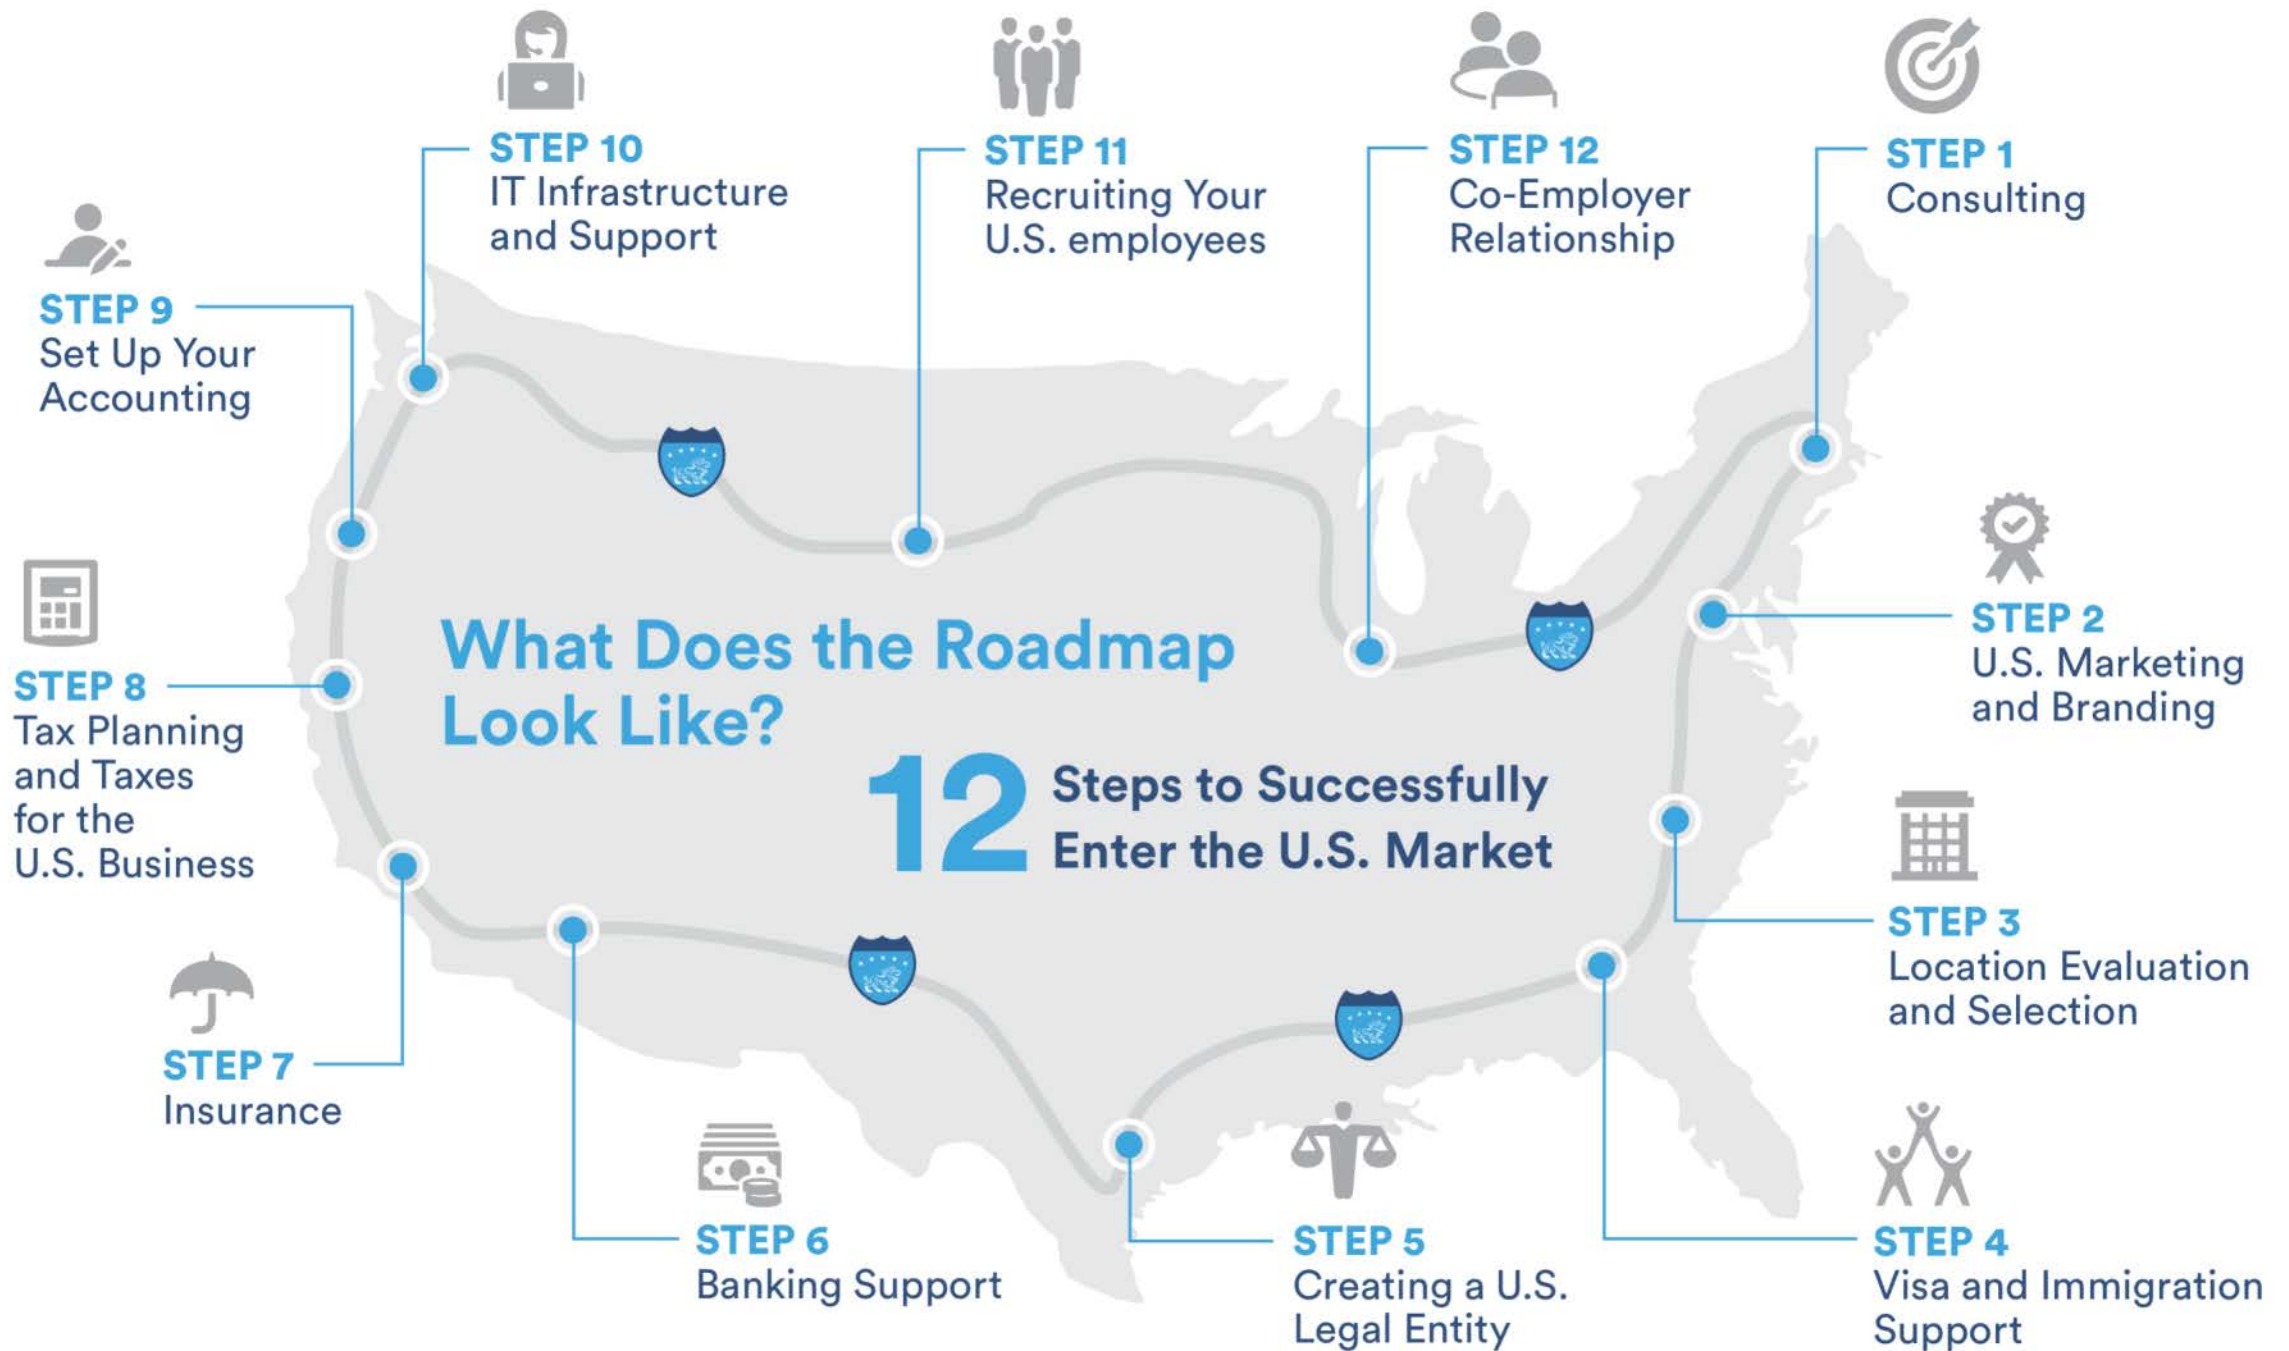 STEP 10
IT Infrastructure
and Support
STEP 11
Recruiting Your
U.S. employees
STEP 12
Co-Employer
Relationship
STEP 1
Consulting
STEP 9
Set Up Your
Accounting
What Does the Roadmap
Look Like?
12
Steps to Successfully
Enter the U.S. Market
STEP 2
U.S. Marketing
and Branding
STEP 8
Tax Planning
and Taxes
for the
U.S. Business
STEP 3
Location Evaluation
and Selection
STEP 7
Insurance
STEP 6
Banking Support
STEP 5
Creating a U.S.
Legal Entity
STEP 4
Visa and Immigration
Support